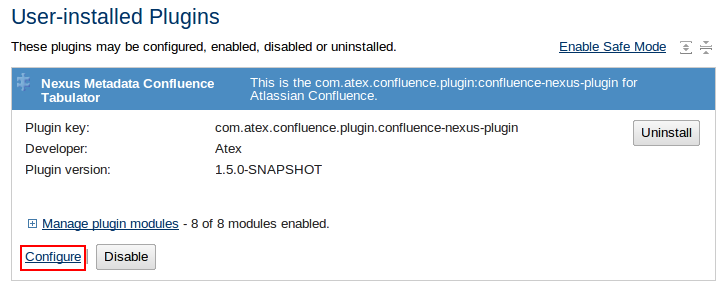 User-installed Plugins
These plugins may be configured, enabled, disabled or uninstalled.
Enable Safe Mode
Nexus Metadata Confluence
Tabulator
This is the com.atex.confluence.plugin:confluence-nexus-plugin for
Atlassian Confluence.
Plugin key: com.atex.confluence.plugin.confluence-nexus-plugin
Uninstall
Developer: Atex
Plugin version: 1.5.0-SNAPSHOT
Manage plugin modules - 8 of 8 modules enabled.
Configure Disable